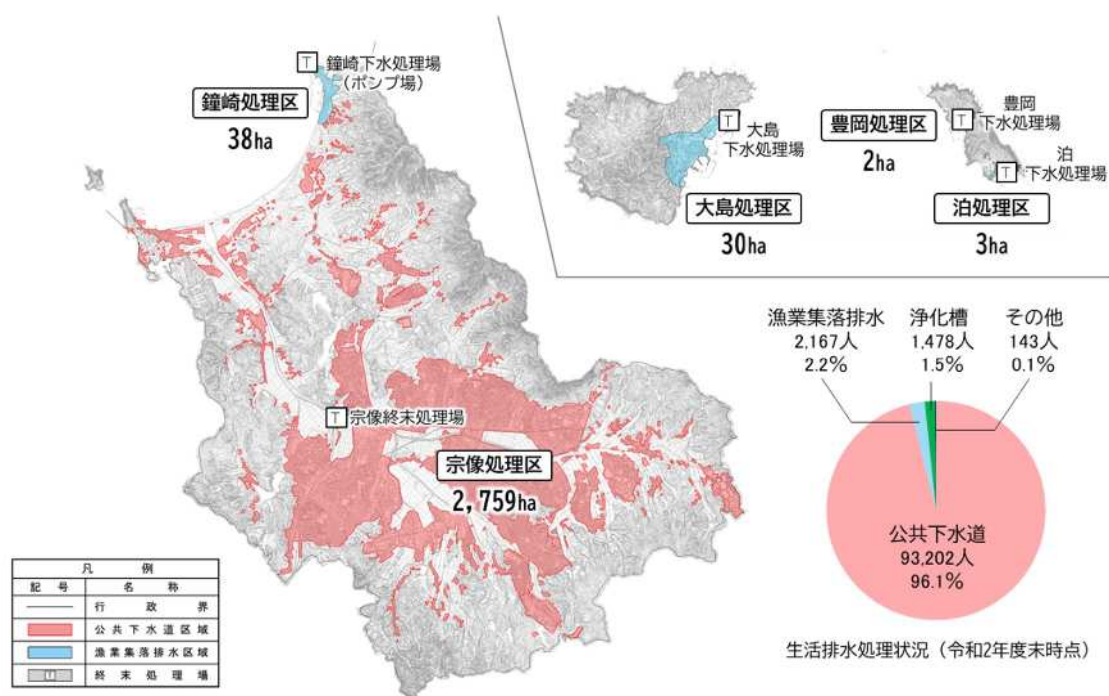 鐘崎下水処理場
(ポンプ場)
鐘崎処理区
38ha
大島
下水処理場
大島処理区
30ha
豊岡処理区
2ha
豊岡
下水処理場
泊
下水処理場
泊処理区
3ha
宗像終末処理場
宗像処理区
2,759ha
漁業集落排水
2,167人
2.2%
浄化槽
1,478人
1.5%
その他
143人
0.1%
公共下水道
93,202人
96.1%
生活排水処理状況（令和2年度末時点）
凡例
記号 名称
行政界
公共下水道区域
漁業集落排水区域
T 終末処理場
T
T
T
T
T